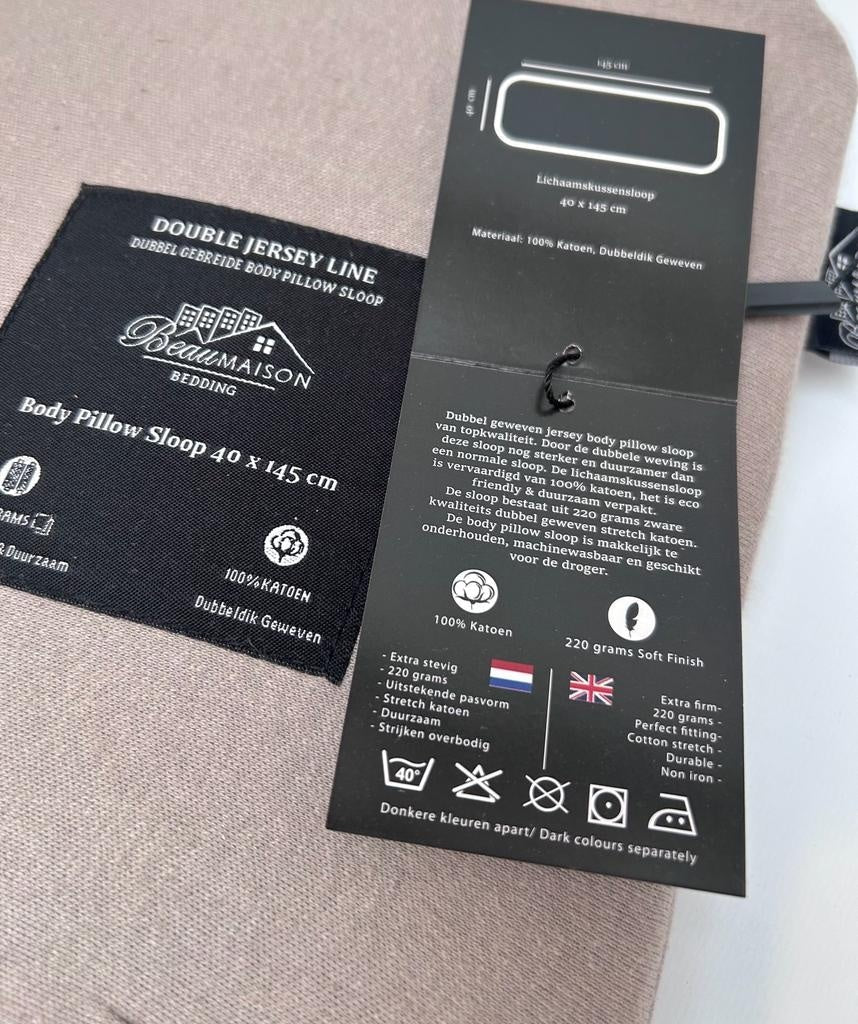 DOUBLE JERSEY LINE
DUBBEL GEBREIDE BODY PILLOW SLOOP
BeauMAISON
BEDDING
Body Pillow Sloop 40 x 145 cm
100%KATOEN
& Duurzaam
Dubbeldik Geweven
145 cm
40 cm
Lichaamskussensloop
40 x 145 cm
Materiaal: 100% Katoen, Dubbeldik Geweven
Dubbel geweven jersey body pillow sloop
van topkwaliteit. Door de dubbele weving is
deze sloop nog sterker en duurzamer dan
een normale sloop. De lichaamskussensloop
is vervaardigd van 100% katoen, het is eco
friendly & duurzaam verpakt.
De sloop bestaat uit 220 grams zware
kwaliteits dubbel geweven stretch katoen.
De body pillow sloop is makkelijk te
onderhouden, machinewasbaar en geschikt
voor de droger.
100% Katoen
220 grams Soft Finish
- Extra stevig
- 220 grams
- Uitstekende pasvorm
- Stretch katoen
- Duurzaam
- Strijken overbodig
Extra firm-
220 grams -
Perfect fitting-
Cotton stretch -
Durable -
Non iron -
40°
Donkere kleuren apart/ Dark colours separately